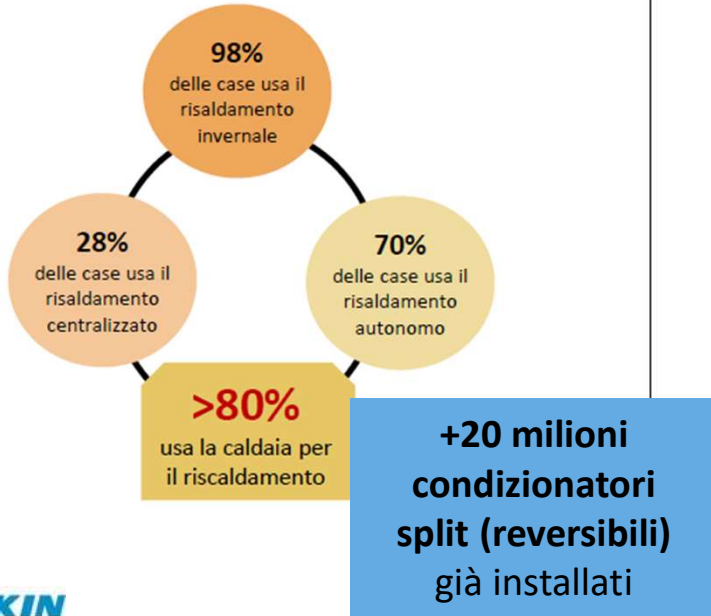 98%
delle case usa il
risaldamento
invernale
28%
delle case usa il
risaldamento
centralizzato
70%
delle case usa il
risaldamento
autonomo
>80%
usa la caldaia per
il riscaldamento
+20 milioni
condizionatori
split (reversibili)
già installati
KIN